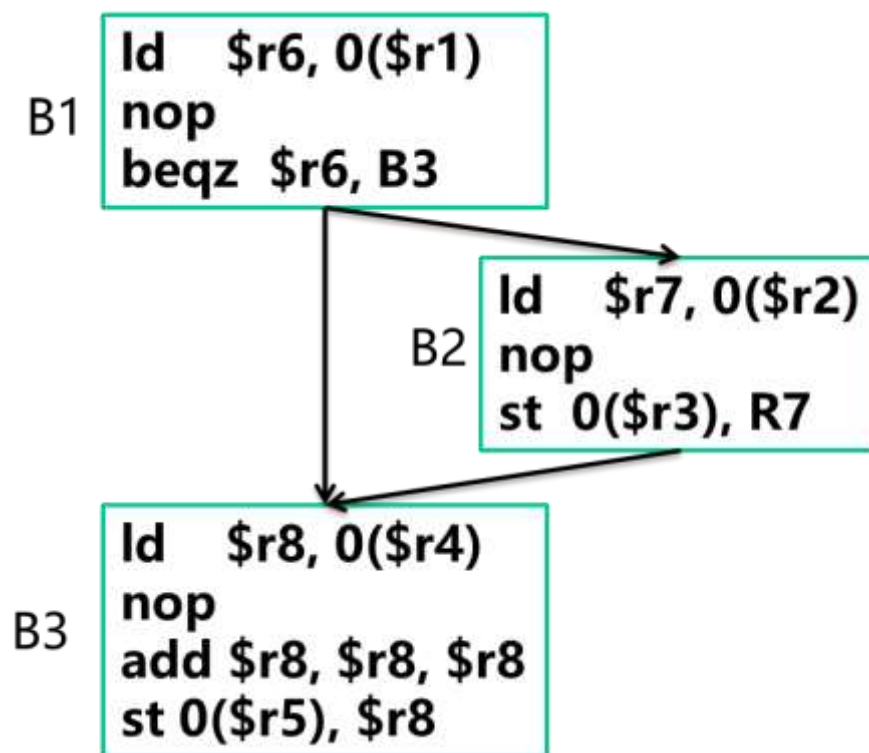 B1
ld $r6, 0($r1)
nop
beqz $r6, B3
B2
ld $r7, 0($r2)
nop
st 0($r3), R7
B3
ld $r8, 0($r4)
nop
add $r8, $r8, $r8
st 0($r5), $r8